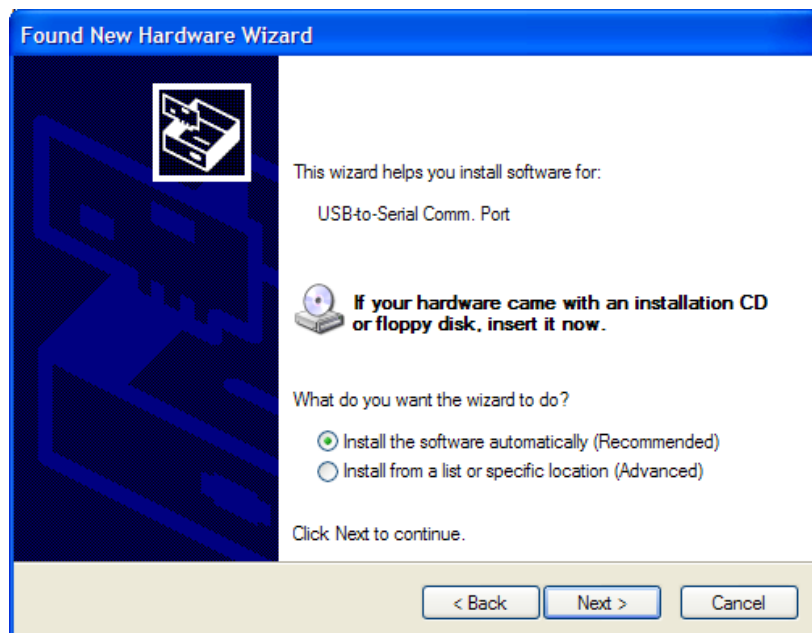 Found New Hardware Wizard
This wizard helps you install software for:
USB-to-Serial Comm. Port
If your hardware came with an installation CD
or floppy disk, insert it now.
What do you want the wizard to do?
Install the software automatically (Recommended)
Install from a list or specific location (Advanced)
Click Next to continue.
< Back Next > Cancel